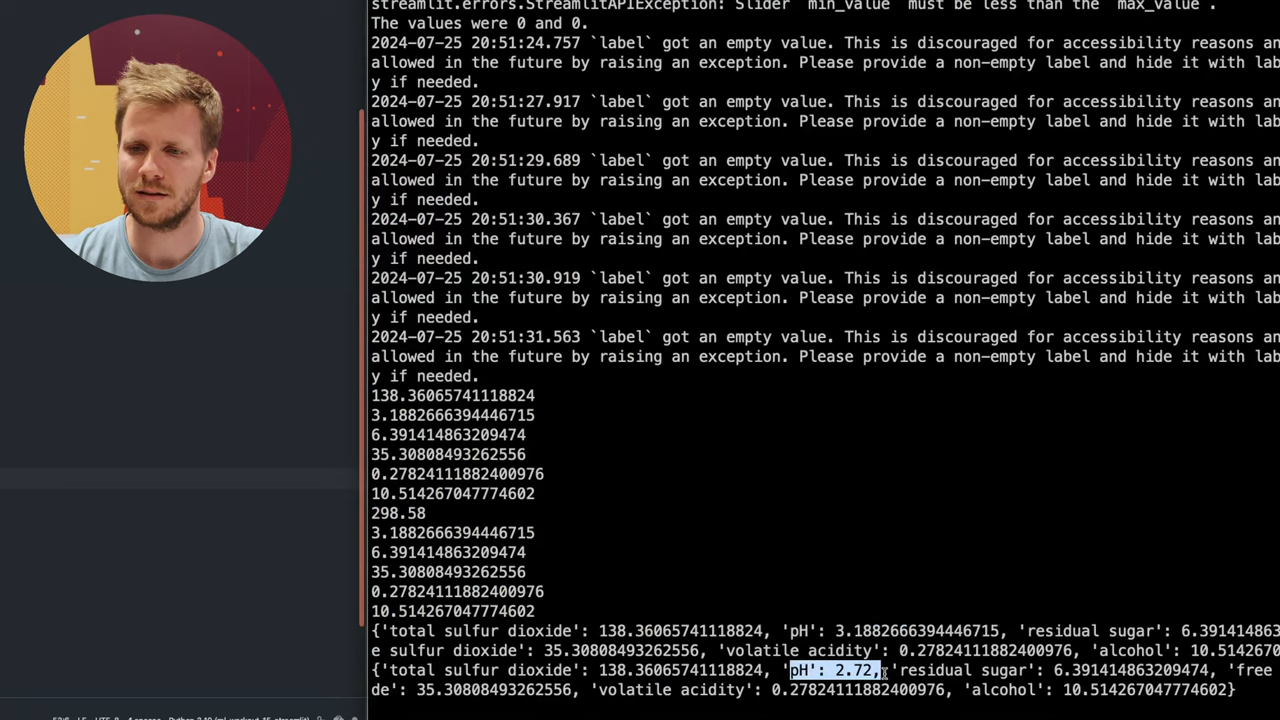 streamlit.errors.StreamlitAPIException: Slider `min_value` must be less than the `max_value`.
The values were 0 and 0.
2024-07-25 20:51:24.757 `label` got an empty value. This is discouraged for accessibility reasons an
allowed in the future by raising an exception. Please provide a non-empty label and hide it with lab
y if needed.
2024-07-25 20:51:27.917 `label` got an empty value. This is discouraged for accessibility reasons an
allowed in the future by raising an exception. Please provide a non-empty label and hide it with lab
y if needed.
2024-07-25 20:51:29.689 `label` got an empty value. This is discouraged for accessibility reasons an
allowed in the future by raising an exception. Please provide a non-empty label and hide it with lab
y if needed.
2024-07-25 20:51:30.367 `label` got an empty value. This is discouraged for accessibility reasons an
allowed in the future by raising an exception. Please provide a non-empty label and hide it with lab
y if needed.
2024-07-25 20:51:30.919 `label` got an empty value. This is discouraged for accessibility reasons an
allowed in the future by raising an exception. Please provide a non-empty label and hide it with lab
y if needed.
2024-07-25 20:51:31.563 `label` got an empty value. This is discouraged for accessibility reasons an
allowed in the future by raising an exception. Please provide a non-empty label and hide it with lab
y if needed.
138.36065741118824
3.1882666394446715
6.391414863209474
35.30808493262556
0.27824111882400976
10.514267047774602
298.58
3.1882666394446715
6.391414863209474
35.30808493262556
0.27824111882400976
10.514267047774602
{'total sulfur dioxide': 138.36065741118824, 'pH': 3.1882666394446715, 'residual sugar': 6.391414863
e sulfur dioxide': 35.30808493262556, 'volatile acidity': 0.27824111882400976, 'alcohol': 10.5142670
{'total sulfur dioxide': 138.36065741118824, 'pH': 2.72, 'residual sugar': 6.391414863209474, 'free
de': 35.30808493262556, 'volatile acidity': 0.27824111882400976, 'alcohol': 10.514267047774602}